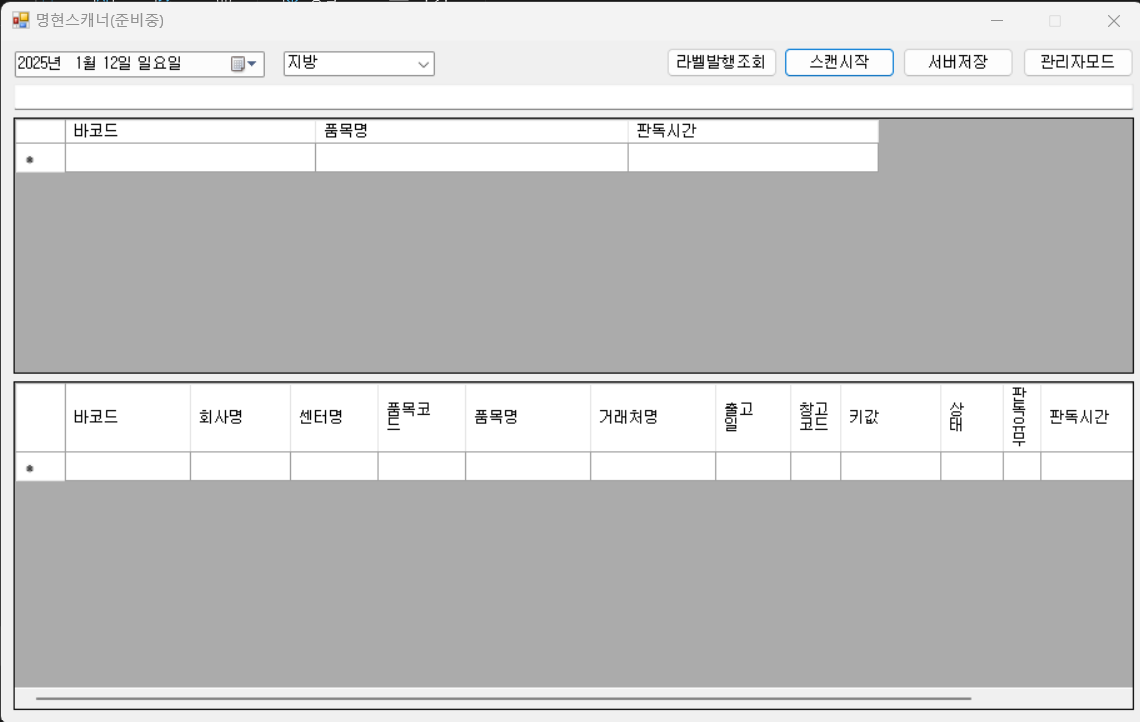 명현스캐너(준비중)
2025년 1월 12일 일요일
지방
라벨발행조회
스캔시작
서버저장
관리자모드
바코드 품목명 판독시간
바코드 회사명 센터명 품목코드 품목명 거래처명 출고일 창고코드 키값 상태 판독유무 판독시간